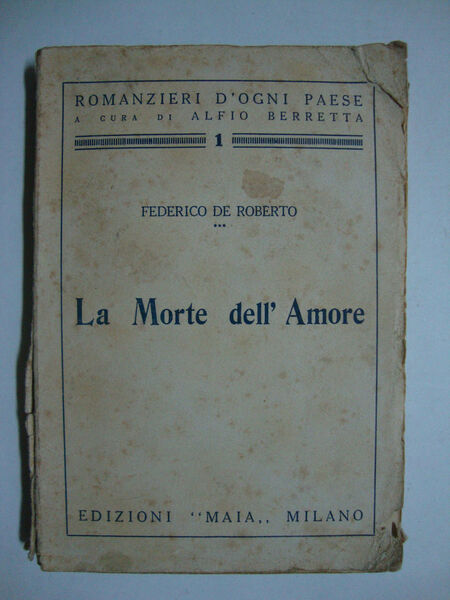 ROMANZIERI D'OGNI PAESE
A CURA DI ALFIO BERRETTA
1
FEDERICO DE ROBERTO
***
La Morte dell' Amore
EDIZIONI "MAIA,, MILANO